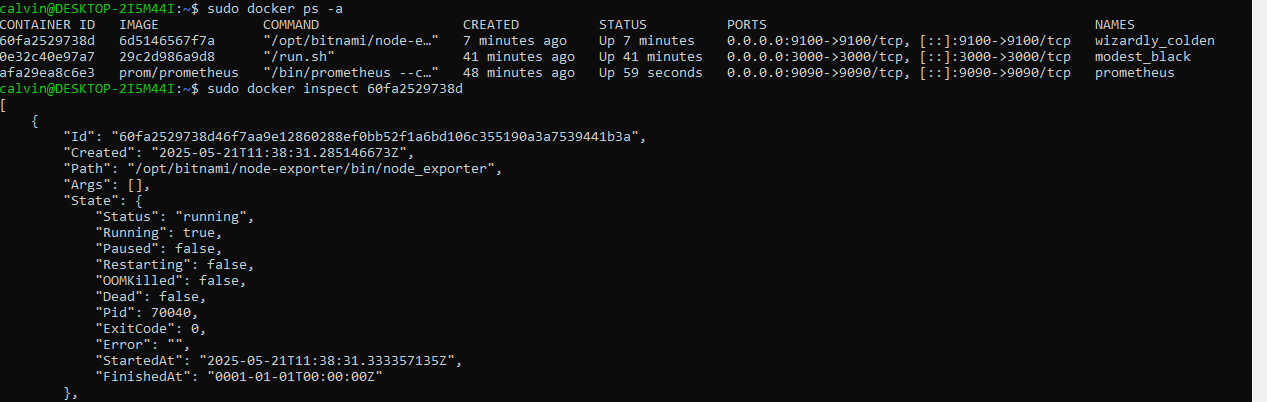 calvin@DESKTOP-2I5M44I:~$ sudo docker ps -a
CONTAINER ID   IMAGE             COMMAND                  CREATED          STATUS          PORTS                                         NAMES
60fa2529738d   6d5146567f7a      "/opt/bitnami/node-e…"   7 minutes ago    Up 7 minutes    0.0.0.0:9100->9100/tcp, [::]:9100->9100/tcp   wizardly_colden
0e32c40e97a7   29c2d986a9d8      "/run.sh"                41 minutes ago   Up 41 minutes   0.0.0.0:3000->3000/tcp, [::]:3000->3000/tcp   modest_black
afa29ea8c6e3   prom/prometheus   "/bin/prometheus --c…"   48 minutes ago   Up 59 seconds   0.0.0.0:9090->9090/tcp, [::]:9090->9090/tcp   prometheus
calvin@DESKTOP-2I5M44I:~$ sudo docker inspect 60fa2529738d
[
    {
        "Id": "60fa2529738d46f7aa9e12860288ef0bb52f1a6bd106c355190a3a7539441b3a",
        "Created": "2025-05-21T11:38:31.285146673Z",
        "Path": "/opt/bitnami/node-exporter/bin/node_exporter",
        "Args": [],
        "State": {
            "Status": "running",
            "Running": true,
            "Paused": false,
            "Restarting": false,
            "OOMKilled": false,
            "Dead": false,
            "Pid": 70040,
            "ExitCode": 0,
            "Error": "",
            "StartedAt": "2025-05-21T11:38:31.333357135Z",
            "FinishedAt": "0001-01-01T00:00:00Z"
        },